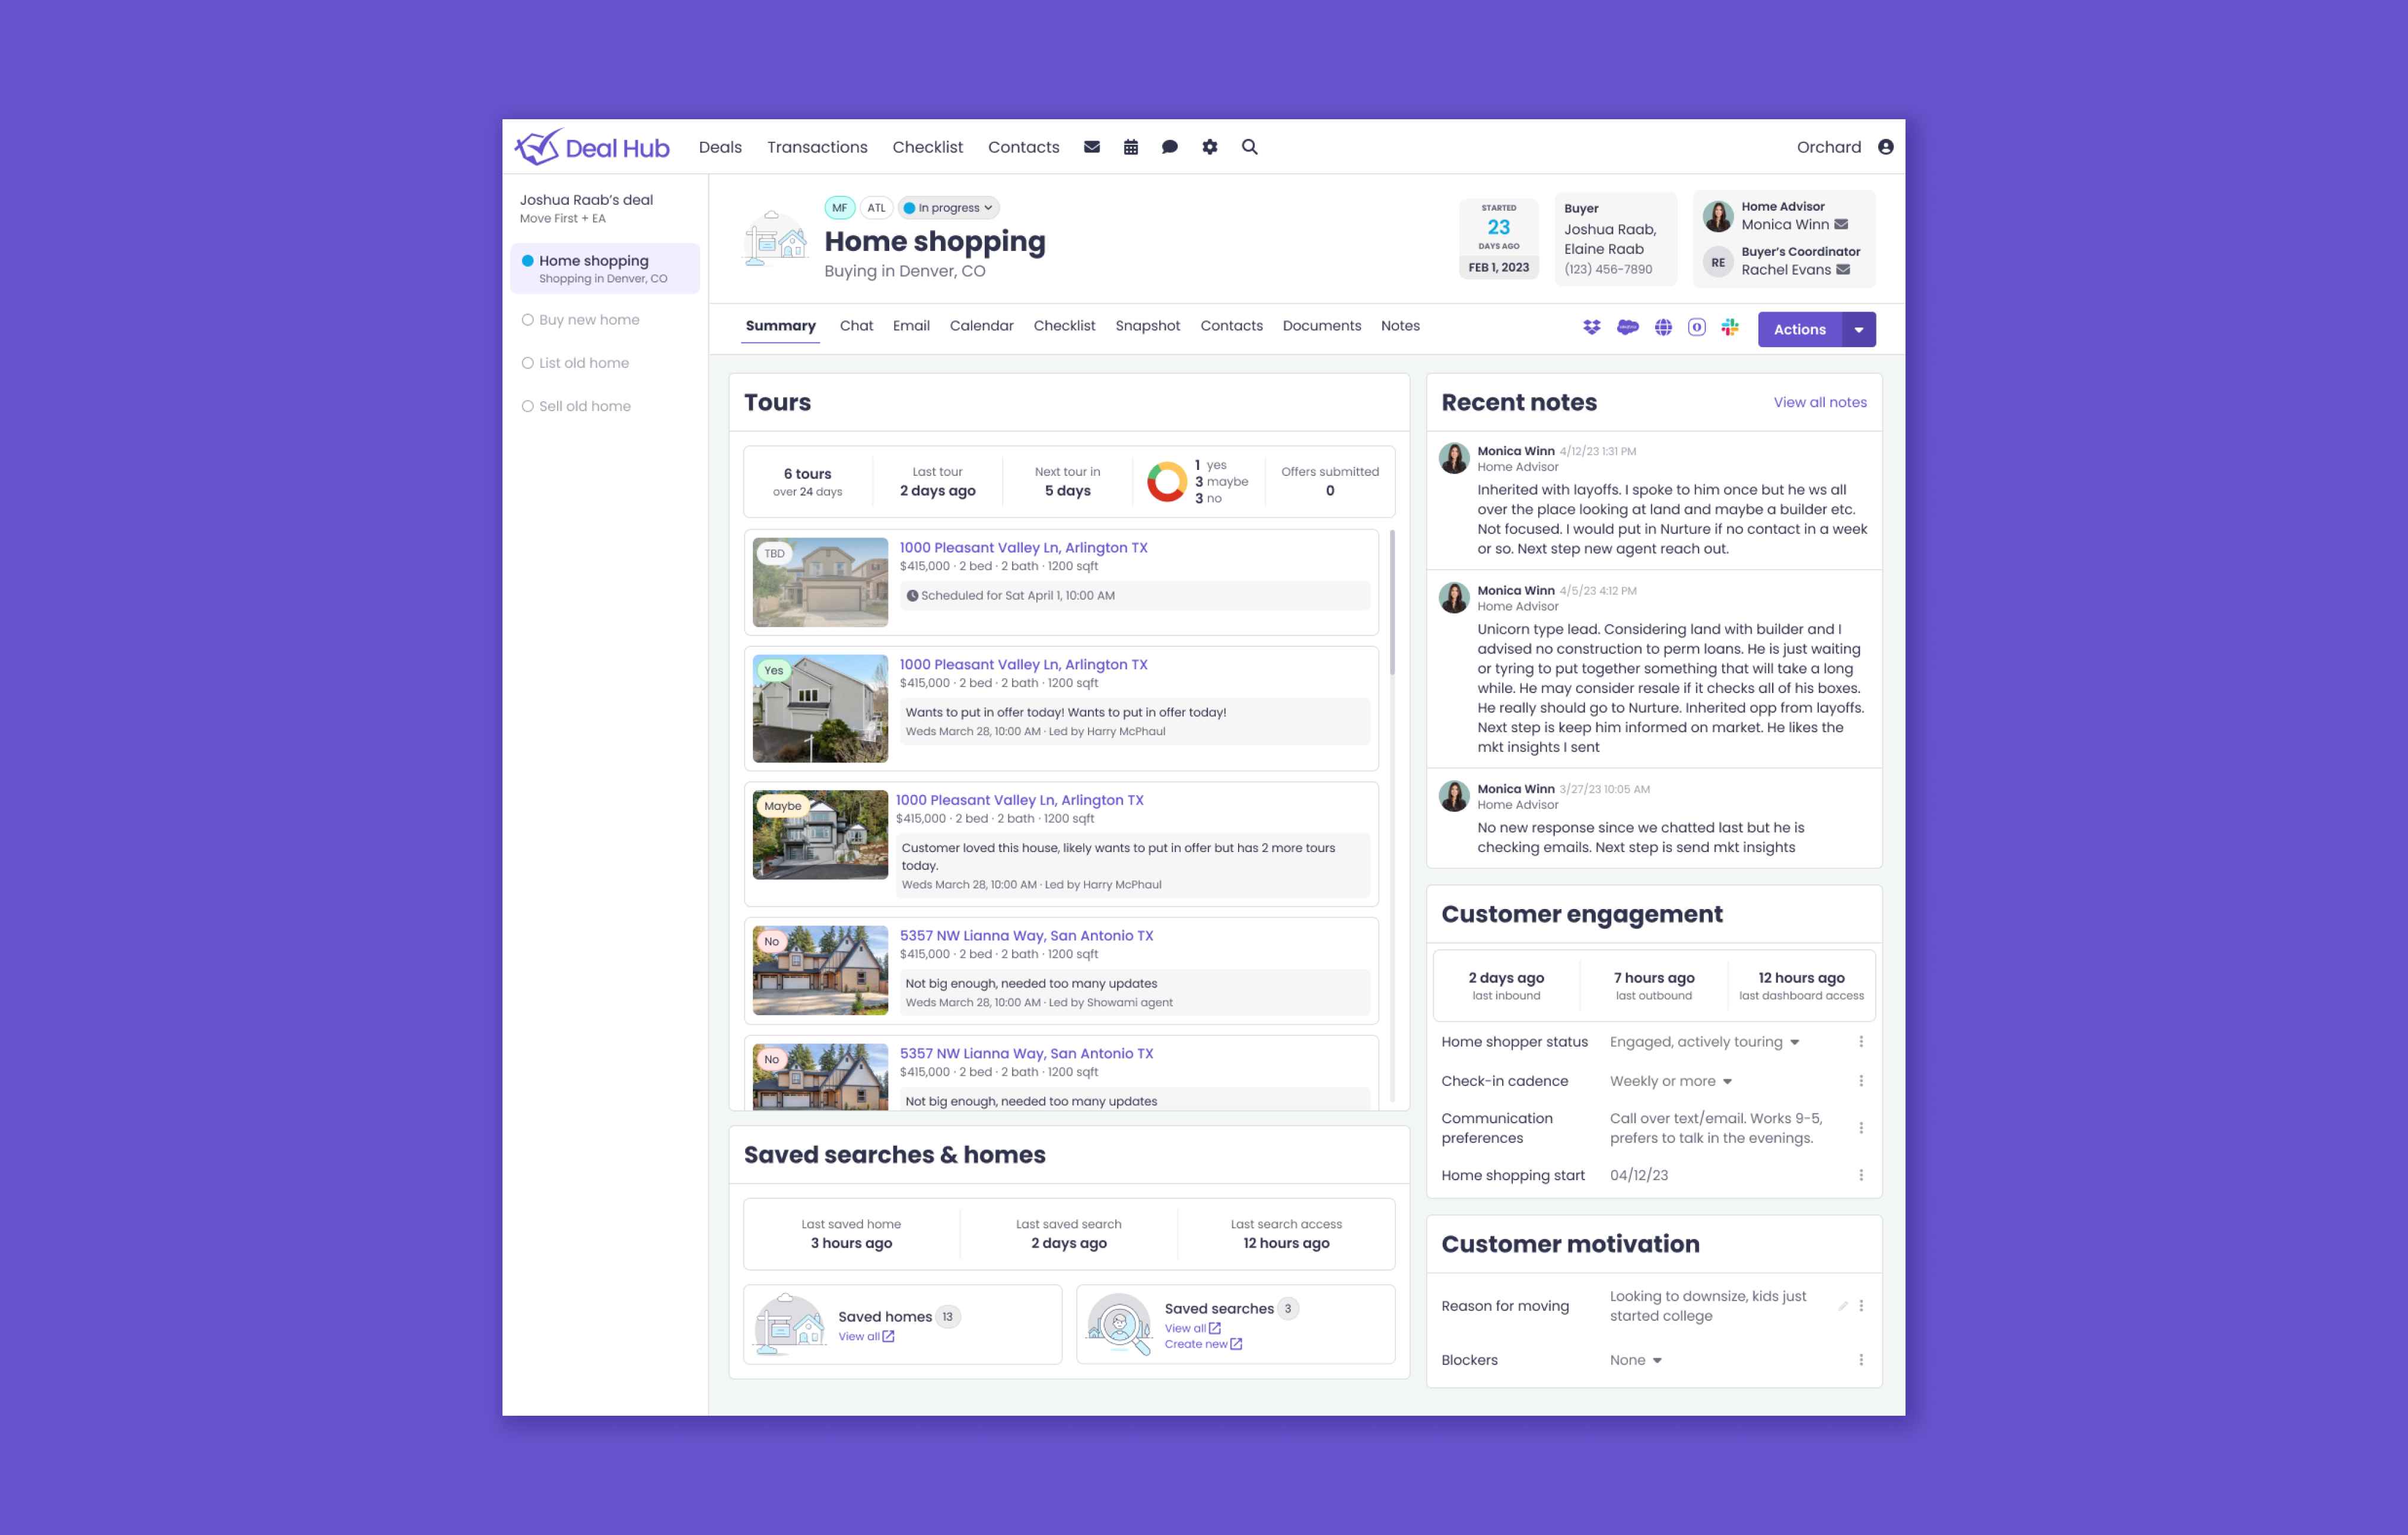 Deal Hub
Deals
Transactions
Checklist
Contacts
Orchard
Joshua Raab's deal
Move First + EA
Home shopping
Shopping in Denver, CO
Buy new home
List old home
Sell old home
MF
ATL
In progress
Home shopping
Buying in Denver, CO
STARTED
23
DAYS AGO
FEB 1, 2023
Buyer
Joshua Raab,
Elaine Raab
(123) 456-7890
Home Advisor
Monica Winn
RE
Buyer's Coordinator
Rachel Evans
Summary
Chat
Email
Calendar
Checklist
Snapshot
Contacts
Documents
Notes
Actions
Tours
6 tours
over 24 days
Last tour
2 days ago
Next tour in
5 days
1 yes
3 maybe
3 no
Offers submitted
0
TBD
1000 Pleasant Valley Ln, Arlington TX
$415,000 · 2 bed · 2 bath · 1200 sqft
Scheduled for Sat April 1, 10:00 AM
Yes
1000 Pleasant Valley Ln, Arlington TX
$415,000 · 2 bed · 2 bath · 1200 sqft
Wants to put in offer today! Wants to put in offer today!
Weds March 28, 10:00 AM · Led by Harry McPhaul
Maybe
1000 Pleasant Valley Ln, Arlington TX
$415,000 · 2 bed · 2 bath · 1200 sqft
Customer loved this house, likely wants to put in offer but has 2 more tours
today.
Weds March 28, 10:00 AM · Led by Harry McPhaul
No
5357 NW Lianna Way, San Antonio TX
$415,000 · 2 bed · 2 bath · 1200 sqft
Not big enough, needed too many updates
Weds March 28, 10:00 AM · Led by Showami agent
No
5357 NW Lianna Way, San Antonio TX
$415,000 · 2 bed · 2 bath · 1200 sqft
Not big enough, needed too many updates
Saved searches & homes
Last saved home
3 hours ago
Last saved search
2 days ago
Last search access
12 hours ago
Saved homes 13
View all
Saved searches 3
View all
Create new
Recent notes
View all notes
Monica Winn 4/12/23 1:31 PM
Home Advisor
Inherited with layoffs. I spoke to him once but he ws all
over the place looking at land and maybe a builder etc.
Not focused. I would put in Nurture if no contact in a week
or so. Next step new agent reach out.
Monica Winn 4/5/23 4:12 PM
Home Advisor
Unicorn type lead. Considering land with builder and I
advised no construction to perm loans. He is just waiting
or tyring to put together something that will take a long
while. He may consider resale if it checks all of his boxes.
He really should go to Nurture. Inherited opp from layoffs.
Next step is keep him informed on market. He likes the
mkt insights I sent
Monica Winn 3/27/23 10:05 AM
Home Advisor
No new response since we chatted last but he is
checking emails. Next step is send mkt insights
Customer engagement
2 days ago
last inbound
7 hours ago
last outbound
12 hours ago
last dashboard access
Home shopper status
Engaged, actively touring
Check-in cadence
Weekly or more
Communication
preferences
Call over text/email. Works 9-5,
prefers to talk in the evenings.
Home shopping start
04/12/23
Customer motivation
Reason for moving
Looking to downsize, kids just
started college
Blockers
None